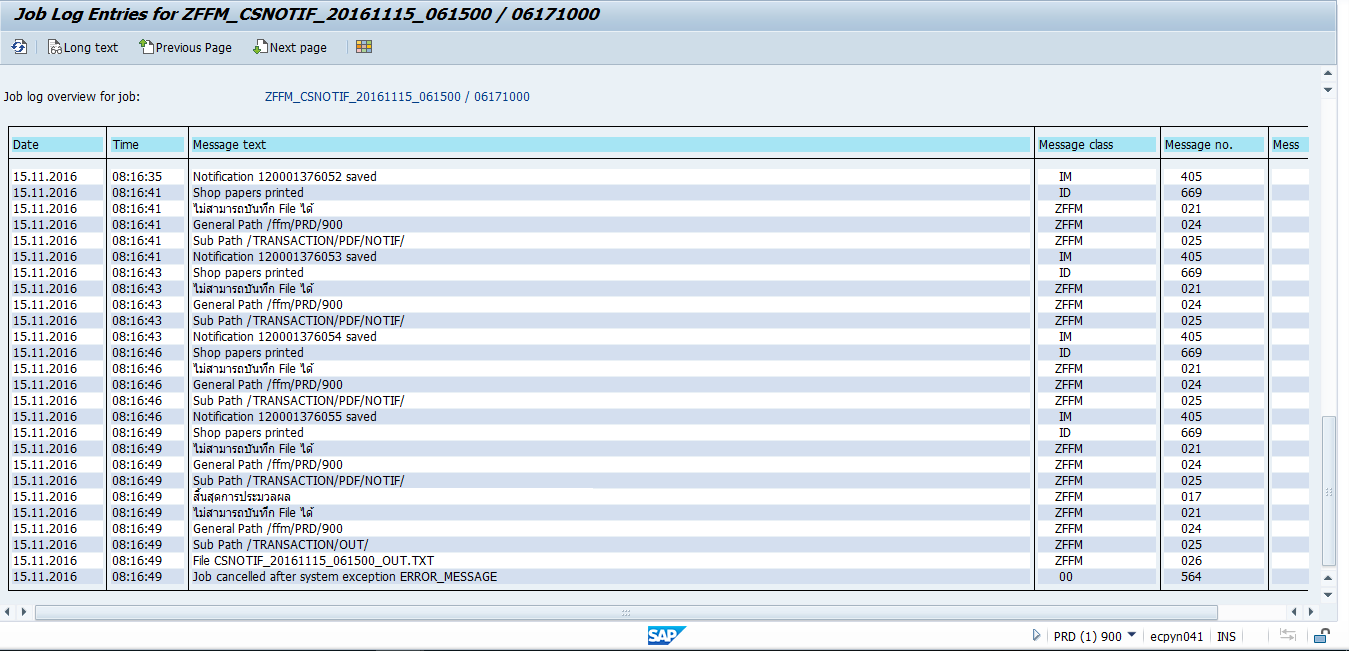 Job Log Entries for ZFFM_CSNOTIF_20161115_061500 / 06171000
Long text Previous Page Next page
Job log overview for job: ZFFM_CSNOTIF_20161115_061500 / 06171000
Date Time Message text Message class Message no. Mess
15.11.2016 08:16:35 Notification 120001376052 saved IM 405
15.11.2016 08:16:41 Shop papers printed ID 669
15.11.2016 08:16:41 ไม่สามารถบันทึก File ได้ ZFFM 021
15.11.2016 08:16:41 General Path /ffm/PRD/900 ZFFM 024
15.11.2016 08:16:41 Sub Path /TRANSACTION/PDF/NOTIF/ ZFFM 025
15.11.2016 08:16:41 Notification 120001376053 saved IM 405
15.11.2016 08:16:43 Shop papers printed ID 669
15.11.2016 08:16:43 ไม่สามารถบันทึก File ได้ ZFFM 021
15.11.2016 08:16:43 General Path /ffm/PRD/900 ZFFM 024
15.11.2016 08:16:43 Sub Path /TRANSACTION/PDF/NOTIF/ ZFFM 025
15.11.2016 08:16:43 Notification 120001376054 saved IM 405
15.11.2016 08:16:46 Shop papers printed ID 669
15.11.2016 08:16:46 ไม่สามารถบันทึก File ได้ ZFFM 021
15.11.2016 08:16:46 General Path /ffm/PRD/900 ZFFM 024
15.11.2016 08:16:46 Sub Path /TRANSACTION/PDF/NOTIF/ ZFFM 025
15.11.2016 08:16:46 Notification 120001376055 saved IM 405
15.11.2016 08:16:49 Shop papers printed ID 669
15.11.2016 08:16:49 ไม่สามารถบันทึก File ได้ ZFFM 021
15.11.2016 08:16:49 General Path /ffm/PRD/900 ZFFM 024
15.11.2016 08:16:49 Sub Path /TRANSACTION/PDF/NOTIF/ ZFFM 025
15.11.2016 08:16:49 สิ้นสุดการประมวลผล ZFFM 017
15.11.2016 08:16:49 ไม่สามารถบันทึก File ได้ ZFFM 021
15.11.2016 08:16:49 General Path /ffm/PRD/900 ZFFM 024
15.11.2016 08:16:49 Sub Path /TRANSACTION/OUT/ ZFFM 025
15.11.2016 08:16:49 File CSNOTIF_20161115_061500_OUT.TXT ZFFM 026
15.11.2016 08:16:49 Job cancelled after system exception ERROR_MESSAGE 00 564
SAP PRD (1) 900 ecpyn041 INS